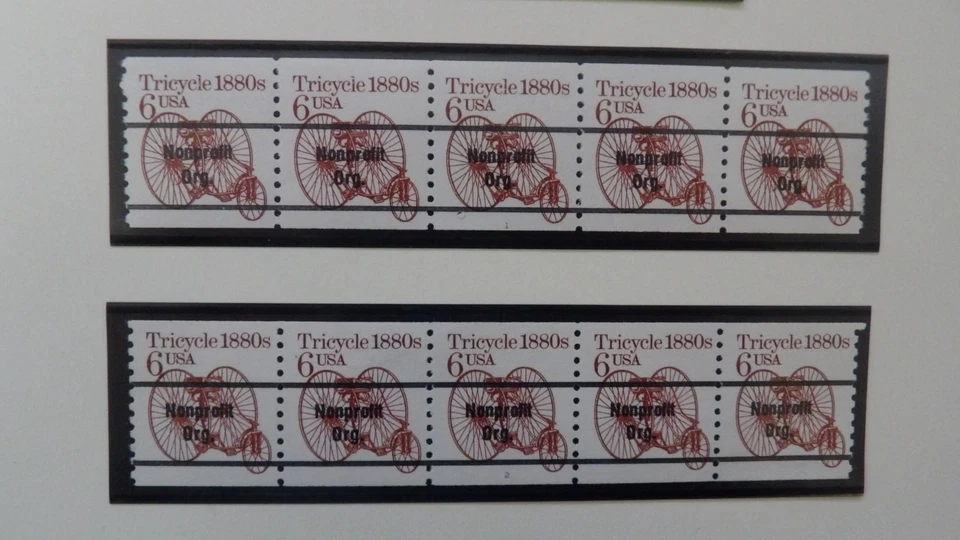 Tricycle 1880s Tricycle 1880s Tricycle 1880s Tricycle 1880s Tricycle 1880s
6 USA 6 USA 6 USA 6 USA 6 USA
Nonprofit Nonprofit Nonprofit Nonprofit Nonprofit
Org. Org. Org. Org. Org.
1
Tricycle 1880s Tricycle 1880s Tricycle 1880s Tricycle 1880s Tricycle 1880s
6 USA 6 USA 6 USA 6 USA 6 USA
Nonprofit Nonprofit Nonprofit Nonprofit Nonprofit
Org. Org. Org. Org. Org.
2